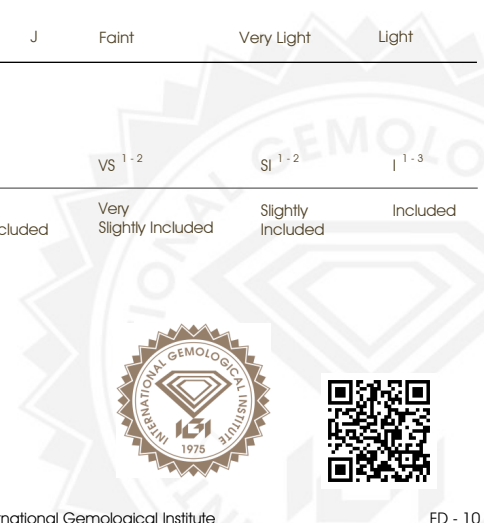 J Faint Very Light Light
VS 1 - 2 SI 1 - 2 I 1 - 3
Very Slightly Included
Slightly Included
Included
cluded
INTERNATIONAL GEMOLOGICAL INSTITUTE
IGI
1975
rnational Gemological Institute
FD - 10